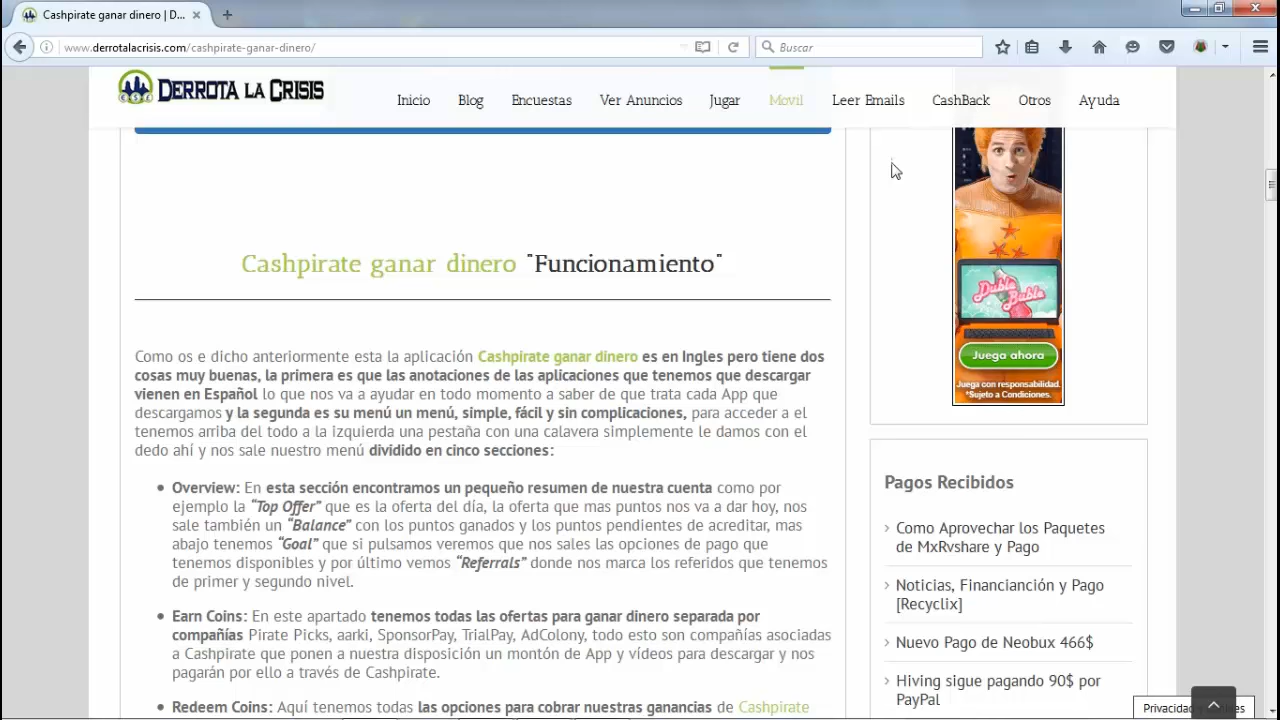 Cashpirate ganar dinero | D...
www.derrotalacrisis.com/cashpirate-ganar-dinero/
Buscar
DERROTA LA CRISIS
Inicio
Blog
Encuestas
Ver Anuncios
Jugar
Movil
Leer Emails
CashBack
Otros
Ayuda
Cashpirate ganar dinero "Funcionamiento"
Como os e dicho anteriormente esta la aplicación Cashpirate ganar dinero es en Ingles pero tiene dos
cosas muy buenas, la primera es que las anotaciones de las aplicaciones que tenemos que descargar
vienen en Español lo que nos va a ayudar en todo momento a saber de que trata cada App que
descargamos y la segunda es su menú un menú, simple, fácil y sin complicaciones, para acceder a el
tenemos arriba del todo a la izquierda una pestaña con una calavera simplemente le damos con el
dedo ahí y nos sale nuestro menú dividido en cinco secciones:
Overview: En esta sección encontramos un pequeño resumen de nuestra cuenta como por
ejemplo la “Top Offer” que es la oferta del día, la oferta que mas puntos nos va a dar hoy, nos
sale también un “Balance” con los puntos ganados y los puntos pendientes de acreditar, mas
abajo tenemos “Goal” que si pulsamos veremos que nos sales las opciones de pago que
tenemos disponibles y por último vemos “Referrals” donde nos marca los referidos que tenemos
de primer y segundo nivel.
Earn Coins: En este apartado tenemos todas las ofertas para ganar dinero separada por
compañías Pirate Picks, aarki, SponsorPay, TrialPay, AdColony, todo esto son compañías asociadas
a Cashpirate que ponen a nuestra disposición un montón de App y vídeos para descargar y nos
pagarán por ello a través de Cashpirate.
Redeem Coins: Aquí tenemos todas las opciones para cobrar nuestras ganancias de Cashpirate
Dubble Bubble
Juega ahora
Juega con responsabilidad.
*Sujeto a Condiciones.
Pagos Recibidos
Como Aprovechar los Paquetes
de MxRvshare y Pago
Noticias, Financianción y Pago
[Recyclix]
Nuevo Pago de Neobux 466$
Hiving sigue pagando 90$ por
PayPal